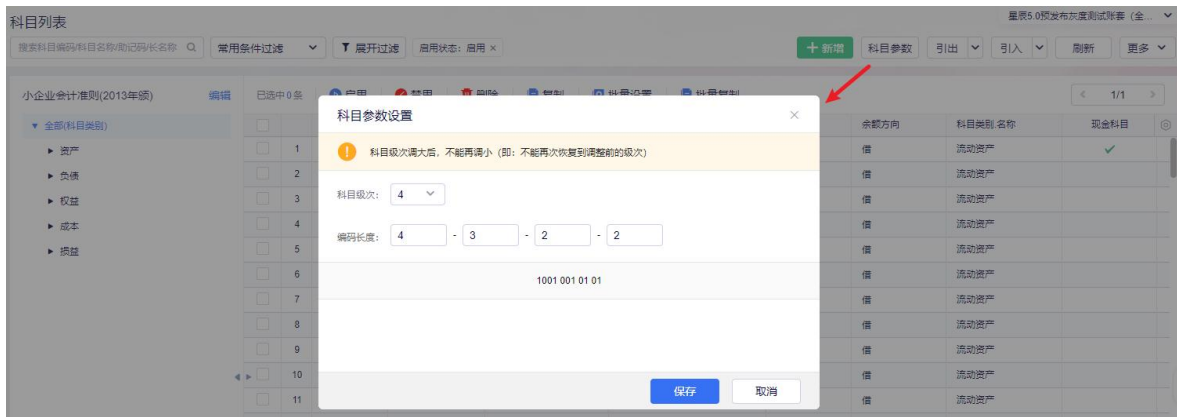 科目列表
星辰5.0预发布灰度测试账套（全...
搜索科目编码/科目名称/助记码/长名称
常用条件过滤
展开过滤
启用状态：启用 ×
＋新增
科目参数
引出
引入
刷新
更多
小企业会计准则(2013年颁)
编辑
已选中0条
启用
禁用
删除
复制
批量设置
批量复制
1/1
科目参数设置
余额方向
科目类别.名称
现金科目
全部(科目类别)
资产
负债
权益
成本
损益
科目级次调大后，不能再调小（即：不能再次恢复到调整前的级次）
科目级次：
4
编码长度：
4 - 3 - 2 - 2
1001 001 01 01
保存
取消
1 借 流动资产
2 借 流动资产
3 借 流动资产
4 借 流动资产
5 借 流动资产
6 借 流动资产
7 借 流动资产
8 借 流动资产
9 借 流动资产
10 借 流动资产
11 借 流动资产